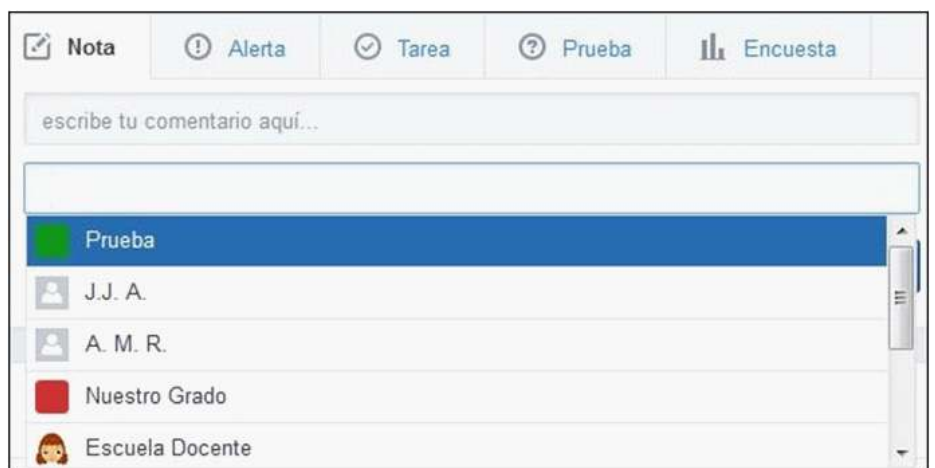 Nota Alerta Tarea Prueba Encuesta
escribe tu comentario aquí...
Prueba
J.J. A.
A. M. R.
Nuestro Grado
Escuela Docente